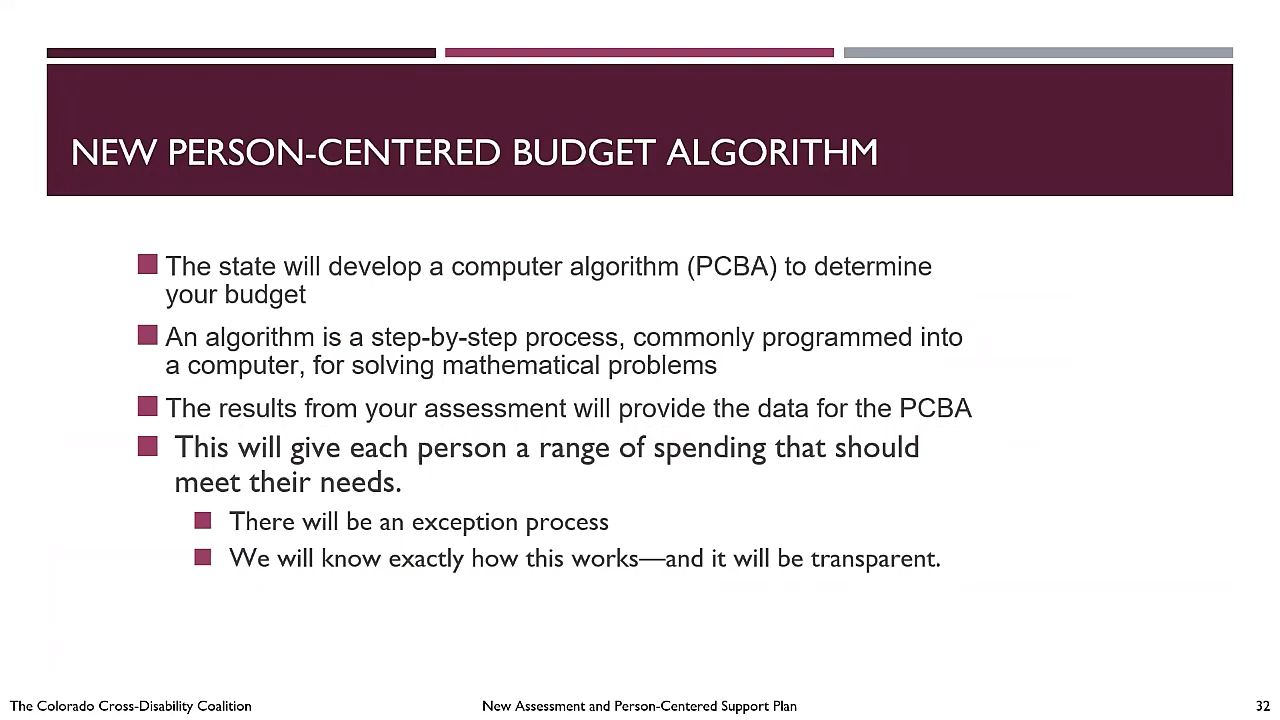 NEW PERSON-CENTERED BUDGET ALGORITHM
The state will develop a computer algorithm (PCBA) to determine
your budget
An algorithm is a step-by-step process, commonly programmed into
a computer, for solving mathematical problems
The results from your assessment will provide the data for the PCBA
This will give each person a range of spending that should
meet their needs.
There will be an exception process
We will know exactly how this works—and it will be transparent.
The Colorado Cross-Disability Coalition
New Assessment and Person-Centered Support Plan
32